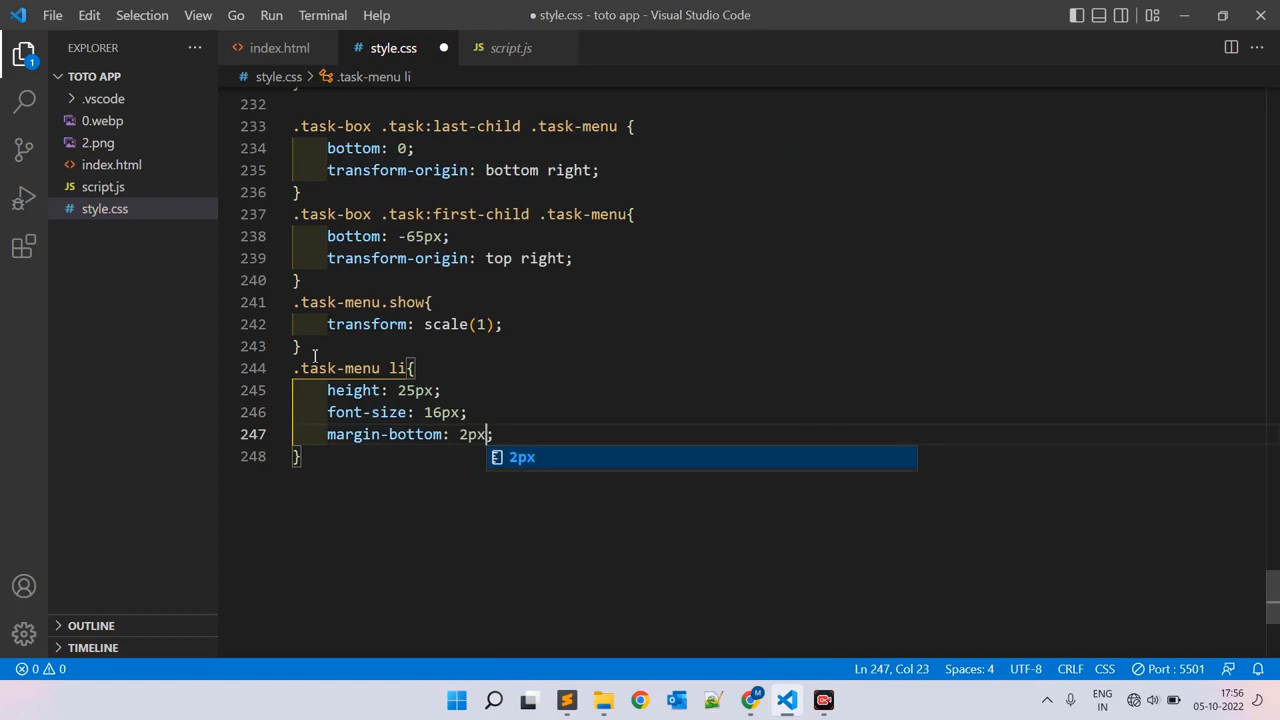 File Edit Selection View Go Run Terminal Help
● style.css - toto app - Visual Studio Code
EXPLORER
index.html
style.css
script.js
TOTO APP
style.css > .task-menu li
.vscode
0.webp
2.png
index.html
script.js
style.css
232
233 .task-box .task:last-child .task-menu {
234 bottom: 0;
235 transform-origin: bottom right;
236 }
237 .task-box .task:first-child .task-menu{
238 bottom: -65px;
239 transform-origin: top right;
240 }
241 .task-menu.show{
242 transform: scale(1);
243 }
244 .task-menu li{
245 height: 25px;
246 font-size: 16px;
247 margin-bottom: 2px;
248 }
2px
1
OUTLINE
TIMELINE
0 0 Ln 247, Col 23 Spaces: 4 UTF-8 CRLF CSS Port : 5501
M
ENG
IN
17:56
05-10-2022